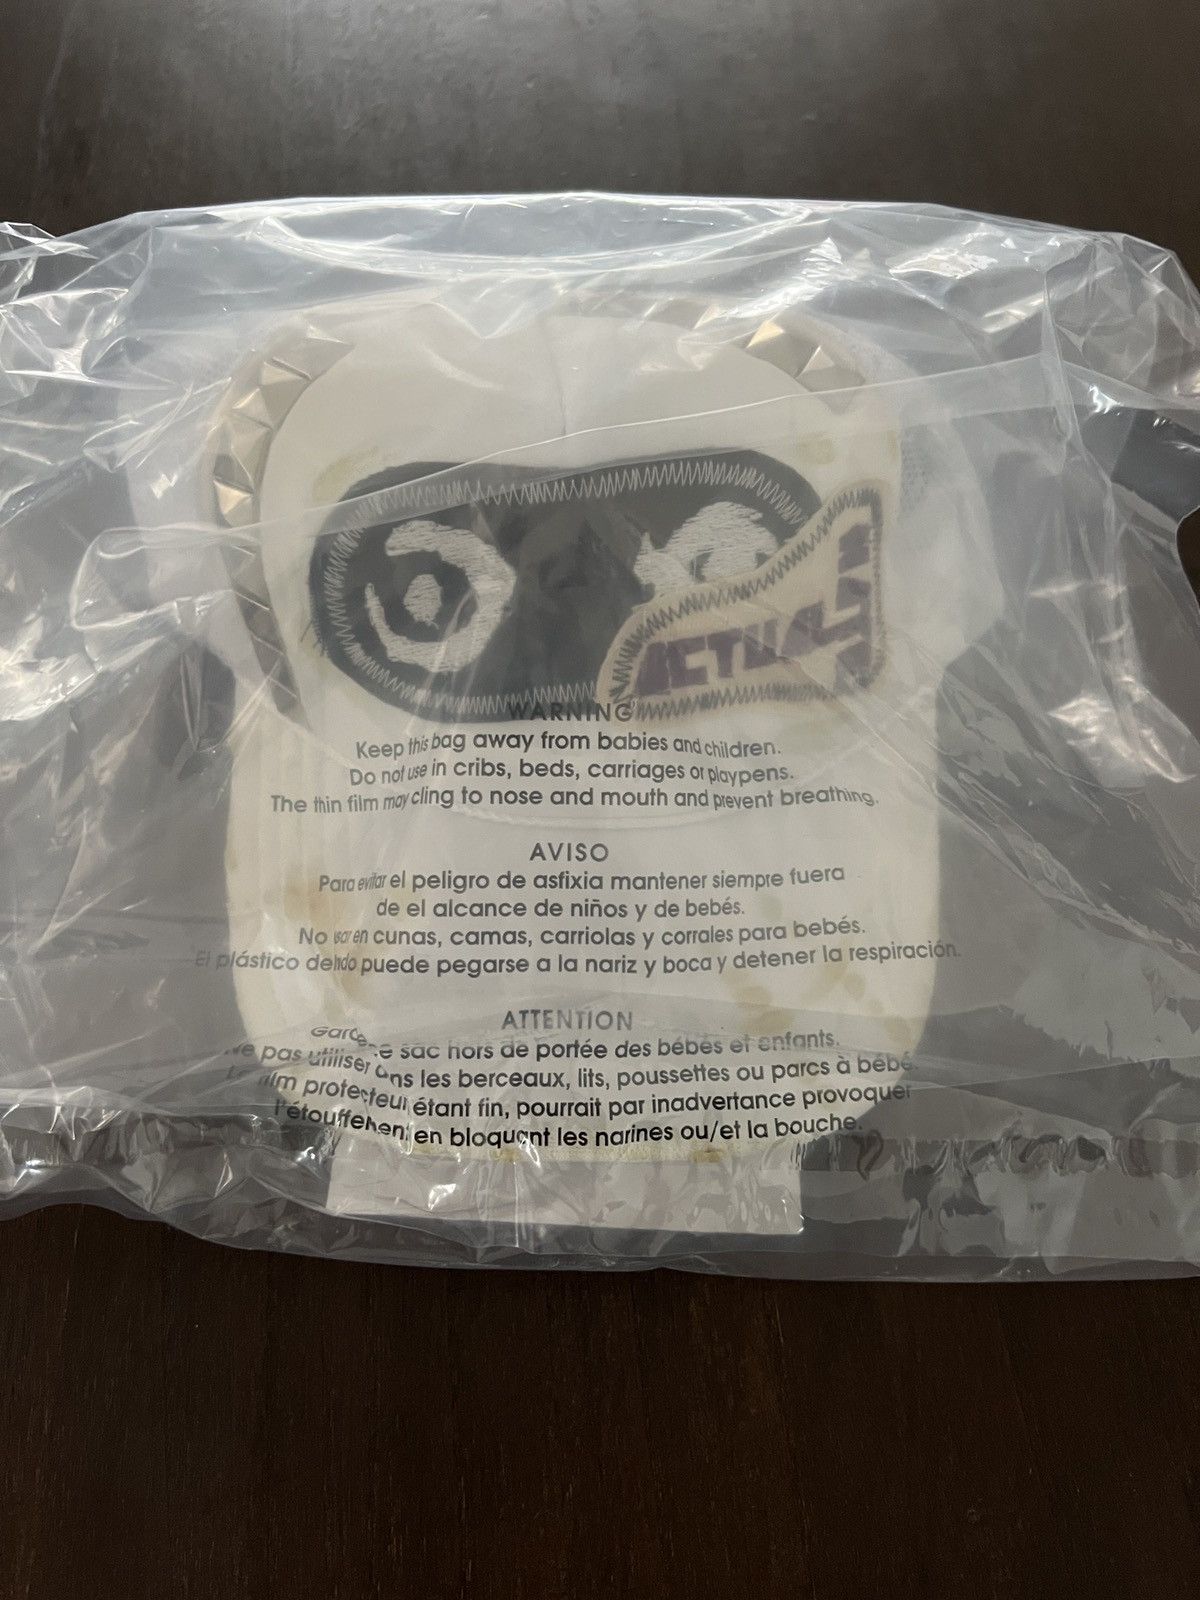 ACTUAL
WARNING
Keep this bag away from babies and children.
Do not use in cribs, beds, carriages or playpens.
The thin film may cling to nose and mouth and prevent breathing.
AVISO
Para evitar el peligro de asfixia mantener siempre fuera
de el alcance de niños y de bebés.
No usar en cunas, camas, carriolas y corrales para bebés.
El plástico puede pegarse a la nariz y boca y detener la respiración.
ATTENTION
sac hors de portée des bébés et enfants.
pas utiliser les berceaux, lits, poussettes ou parcs à bébé.
film protecteur étant fin, pourrait par inadvertance provoquer
en bloquant les narines ou/et la bouche.